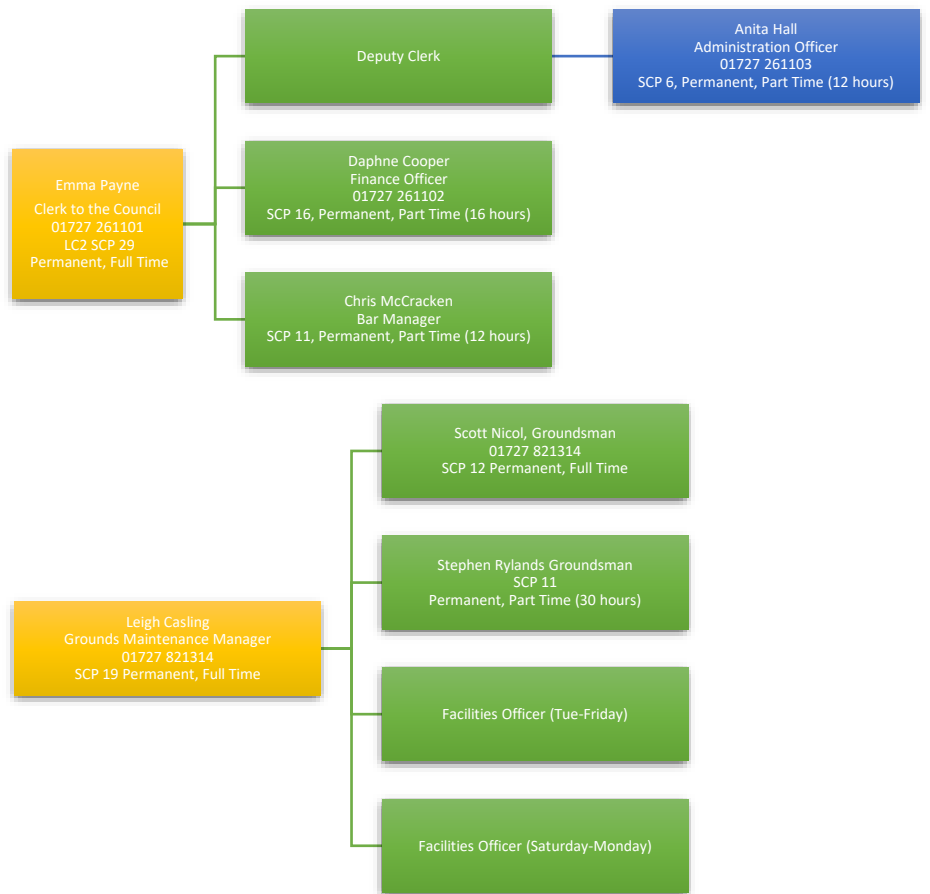 Deputy Clerk
Anita Hall
Administration Officer
01727 261103
SCP 6, Permanent, Part Time (12 hours)
Emma Payne
Clerk to the Council
01727 261101
LC2 SCP 29
Permanent, Full Time
Daphne Cooper
Finance Officer
01727 261102
SCP 16, Permanent, Part Time (16 hours)
Chris McCracken
Bar Manager
SCP 11, Permanent, Part Time (12 hours)
Scott Nicol, Groundsman
01727 821314
SCP 12 Permanent, Full Time
Stephen Rylands Groundsman
SCP 11
Permanent, Part Time (30 hours)
Leigh Casling
Grounds Maintenance Manager
01727 821314
SCP 19 Permanent, Full Time
Facilities Officer (Tue-Friday)
Facilities Officer (Saturday-Monday)